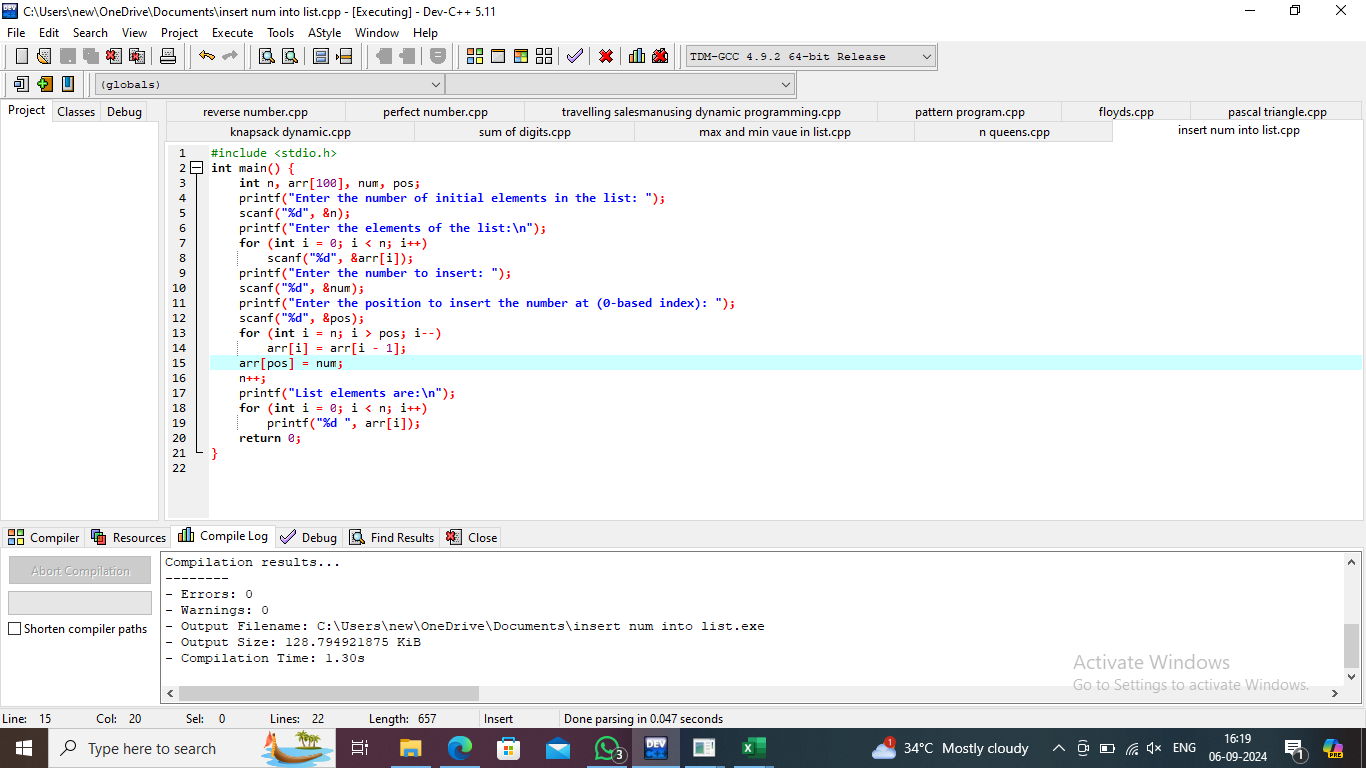 C:\Users\new\OneDrive\Documents\insert num into list.cpp - [Executing] - Dev-C++ 5.11
File Edit Search View Project Execute Tools AStyle Window Help
TDM-GCC 4.9.2 64-bit Release
(globals)
Project Classes Debug
reverse number.cpp perfect number.cpp travelling salesmanusing dynamic programming.cpp pattern program.cpp floyds.cpp pascal triangle.cpp
knapsack dynamic.cpp sum of digits.cpp max and min vaue in list.cpp n queens.cpp insert num into list.cpp
1 #include <stdio.h>
2 int main() {
3 int n, arr[100], num, pos;
4 printf("Enter the number of initial elements in the list: ");
5 scanf("%d", &n);
6 printf("Enter the elements of the list:\n");
7 for (int i = 0; i < n; i++)
8 scanf("%d", &arr[i]);
9 printf("Enter the number to insert: ");
10 scanf("%d", &num);
11 printf("Enter the position to insert the number at (0-based index): ");
12 scanf("%d", &pos);
13 for (int i = n; i > pos; i--)
14 arr[i] = arr[i - 1];
15 arr[pos] = num;
16 n++;
17 printf("List elements are:\n");
18 for (int i = 0; i < n; i++)
19 printf("%d ", arr[i]);
20 return 0;
21 }
22
Compiler Resources Compile Log Debug Find Results Close
Abort Compilation
Shorten compiler paths
Compilation results...
--------
- Errors: 0
- Warnings: 0
- Output Filename: C:\Users\new\OneDrive\Documents\insert num into list.exe
- Output Size: 128.794921875 KiB
- Compilation Time: 1.30s
Activate Windows
Go to Settings to activate Windows.
Line: 15 Col: 20 Sel: 0 Lines: 22 Length: 657 Insert Done parsing in 0.047 seconds
Type here to search
3
DEV
1
34°C Mostly cloudy
ENG
16:19
06-09-2024
1
PRE